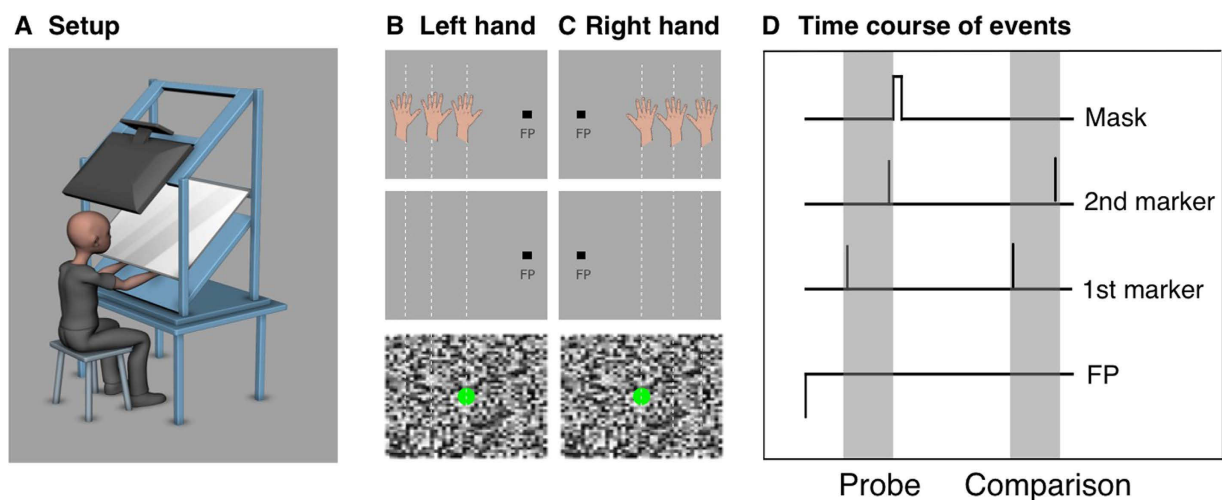 A Setup
B Left hand
C Right hand
D Time course of events
FP
FP
FP
FP
Mask
2nd marker
1st marker
FP
Probe
Comparison